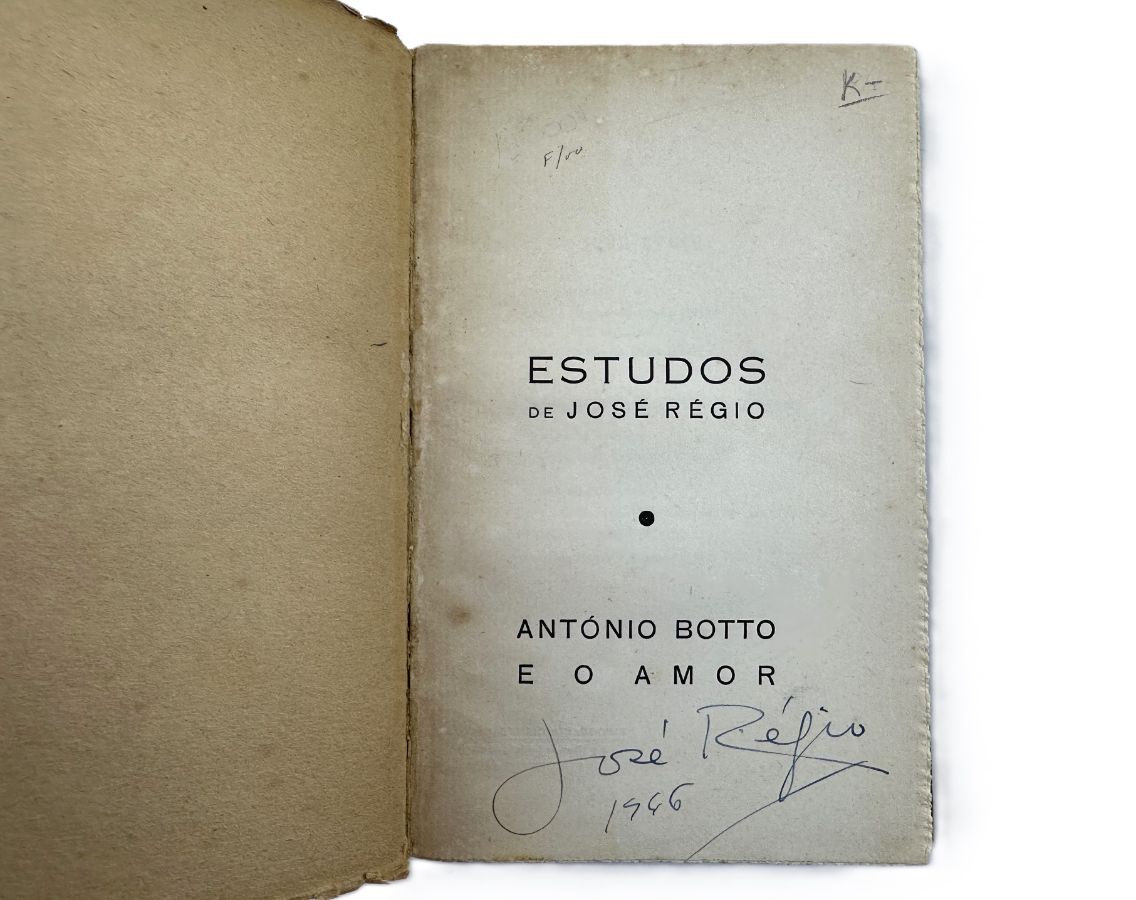 K-
ESTUDOS
DE JOSÉ RÉGIO
ANTÓNIO BOTTO
E O AMOR
José Régio
1946